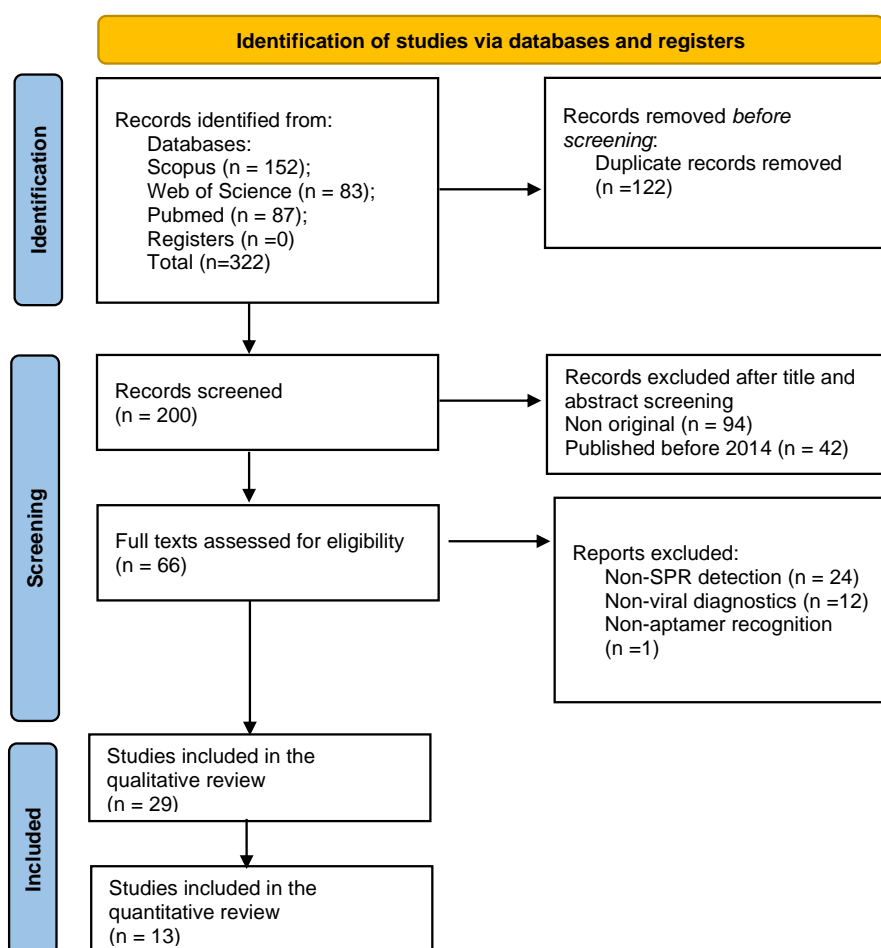 Identification of studies via databases and registers
Identification
Records identified from:
Databases:
Scopus (n = 152);
Web of Science (n = 83);
Pubmed (n = 87);
Registers (n =0)
Total (n=322)
Records removed before
screening:
Duplicate records removed
(n =122)
Screening
Records screened
(n = 200)
Records excluded after title and
abstract screening
Non original (n = 94)
Published before 2014 (n = 42)
Full texts assessed for eligibility
(n = 66)
Reports excluded:
Non-SPR detection (n = 24)
Non-viral diagnostics (n =12)
Non-aptamer recognition
(n =1)
Included
Studies included in the
qualitative review
(n = 29)
Studies included in the
quantitative review
(n = 13)